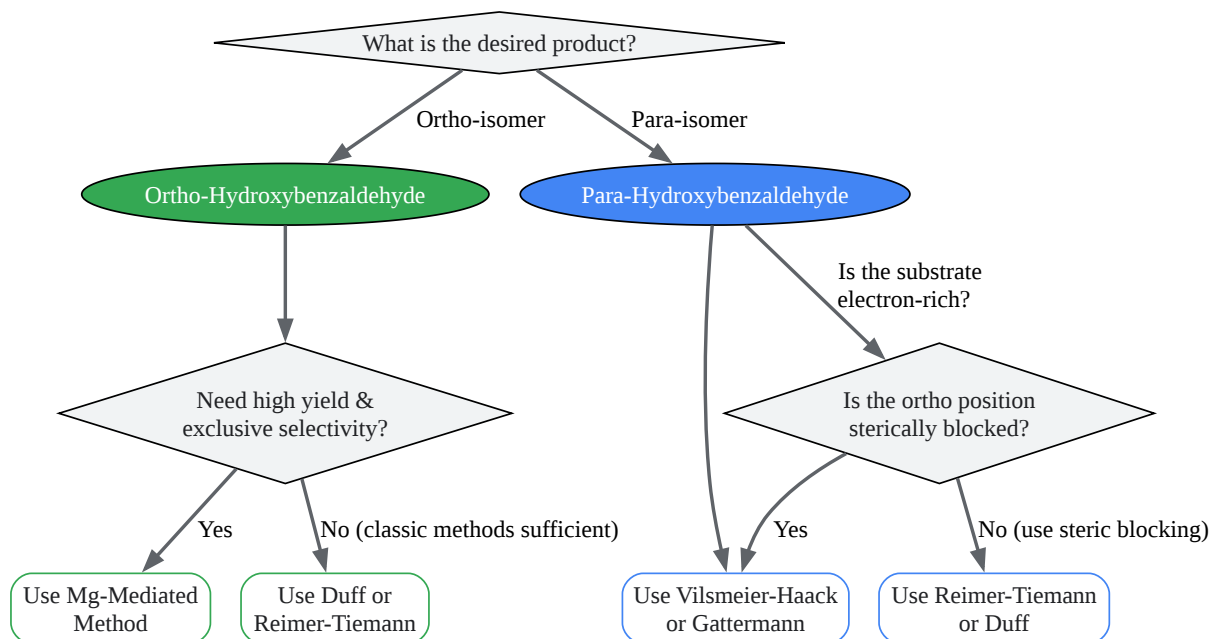 What is the desired product?
Ortho-isomer
Para-isomer
Ortho-Hydroxybenzaldehyde
Para-Hydroxybenzaldehyde
Is the substrate
electron-rich?
Need high yield &
exclusive selectivity?
Is the ortho position
sterically blocked?
Yes
No (classic methods sufficient)
Yes
No (use steric blocking)
Use Mg-Mediated
Method
Use Duff or
Reimer-Tiemann
Use Vilsmeier-Haack
or Gattermann
Use Reimer-Tiemann
or Duff